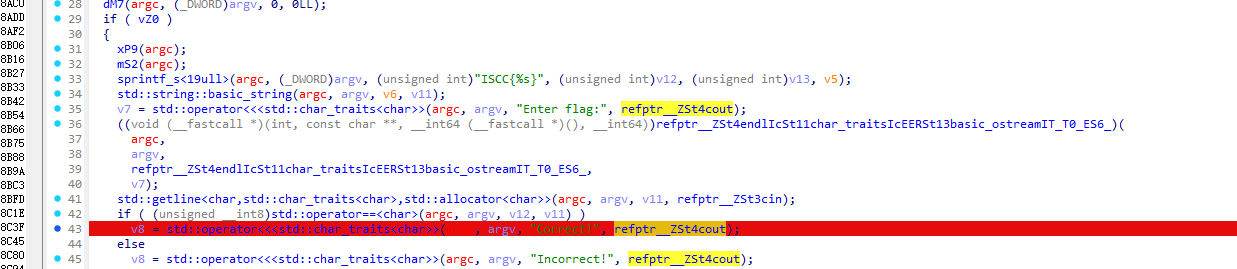 8AC0 28 dM7(argc, (_DWORD)argv, 0, 0LL);
8ADD 29 if ( vZ0 )
8AF2 30 {
8B06 31 xP9(argc);
8B16 32 mS2(argc);
8B27 33 sprintf_s<19ull>(argc, (_DWORD)argv, (unsigned int)"ISCC{%s}", (unsigned int)v12, (unsigned int)v13, v5);
8B33 34 std::string::basic_string(argc, argv, v6, v11);
8B42 35 v7 = std::operator<<<std::char_traits<char>>(argc, argv, "Enter flag:", refptr__ZSt4cout);
8B54 36 ((void (__fastcall *)(int, const char **, __int64 (__fastcall *)(), __int64))refptr__ZSt4endlIcSt11char_traitsIcEERSt13basic_ostreamIT_T0_ES6_)(
8B66 37 argc,
8B75 38 argv,
8B88 39 refptr__ZSt4endlIcSt11char_traitsIcEERSt13basic_ostreamIT_T0_ES6_,
8B9A 40 v7);
8BC3 41 std::getline<char,std::char_traits<char>,std::allocator<char>>(argc, argv, v11, refptr__ZSt3cin);
8BFD 42 if ( (unsigned __int8)std::operator==<char>(argc, argv, v12, v11) )
8C1E 43 v8 = std::operator<<<std::char_traits<char>>( , argv, "Correct!", refptr__ZSt4cout);
8C3F 44 else
8C45 45 v8 = std::operator<<<std::char_traits<char>>(argc, argv, "Incorrect!", refptr__ZSt4cout);
8C80